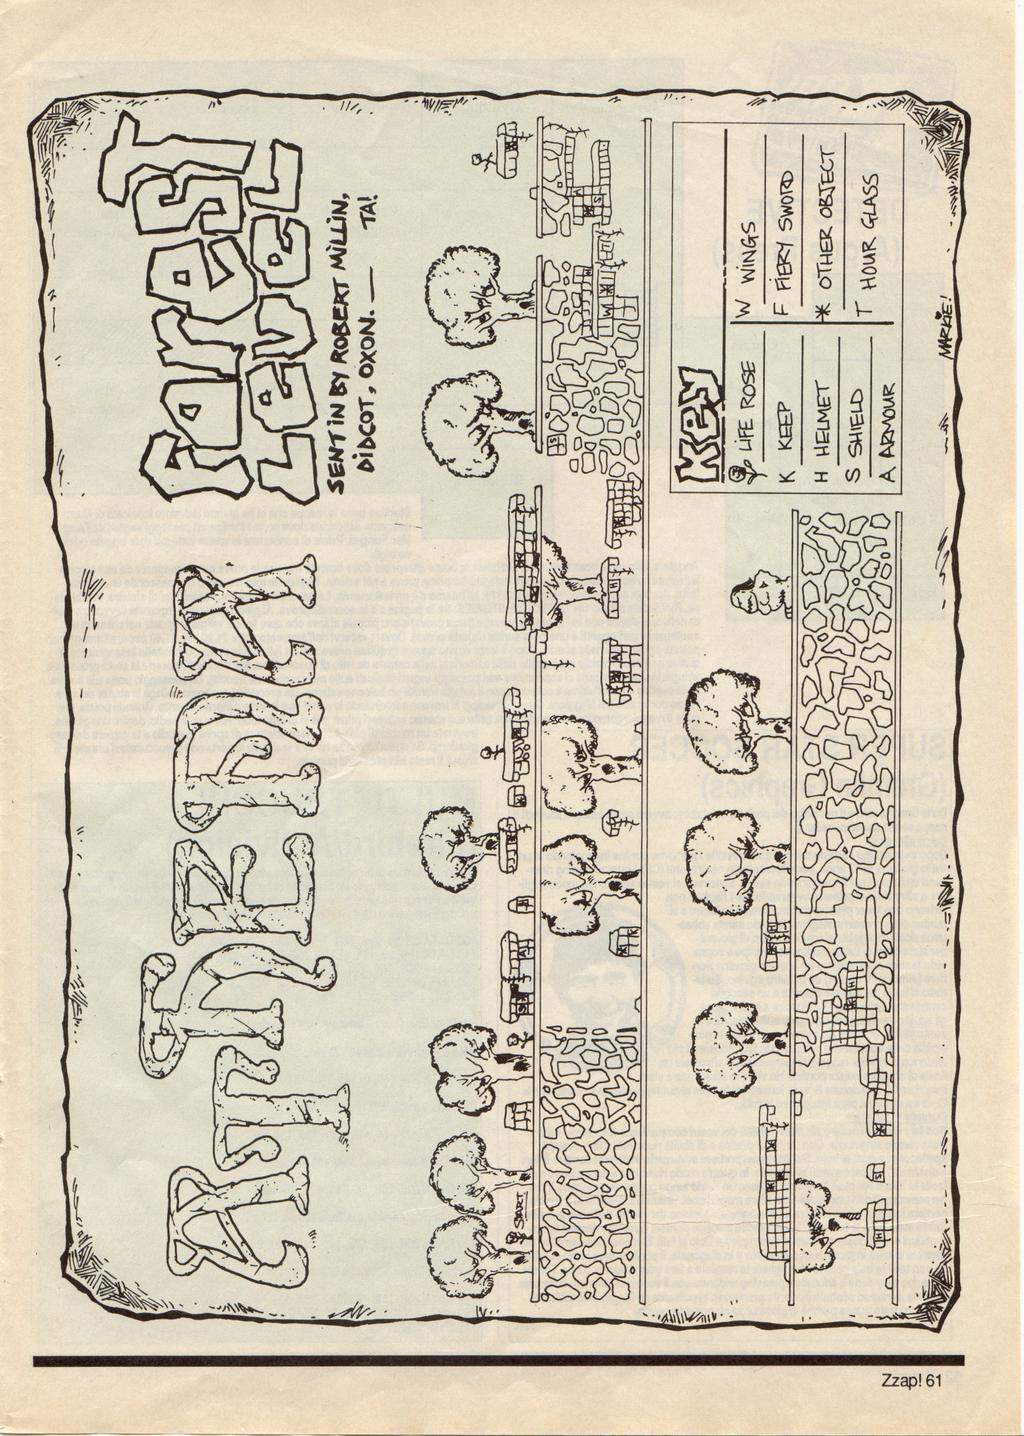 ATHENA
FOREST
LEVEL
SENT IN BY ROBERT MILLIN,
DIDCOT, OXON. — TA!
START
KEY
LIFE ROSE
K KEEP
H HELMET
S SHIELD
A ARMOUR
W WINGS
F FIERY SWORD
* OTHER OBJECT
T HOUR GLASS
MARKIE!
Zzap! 61